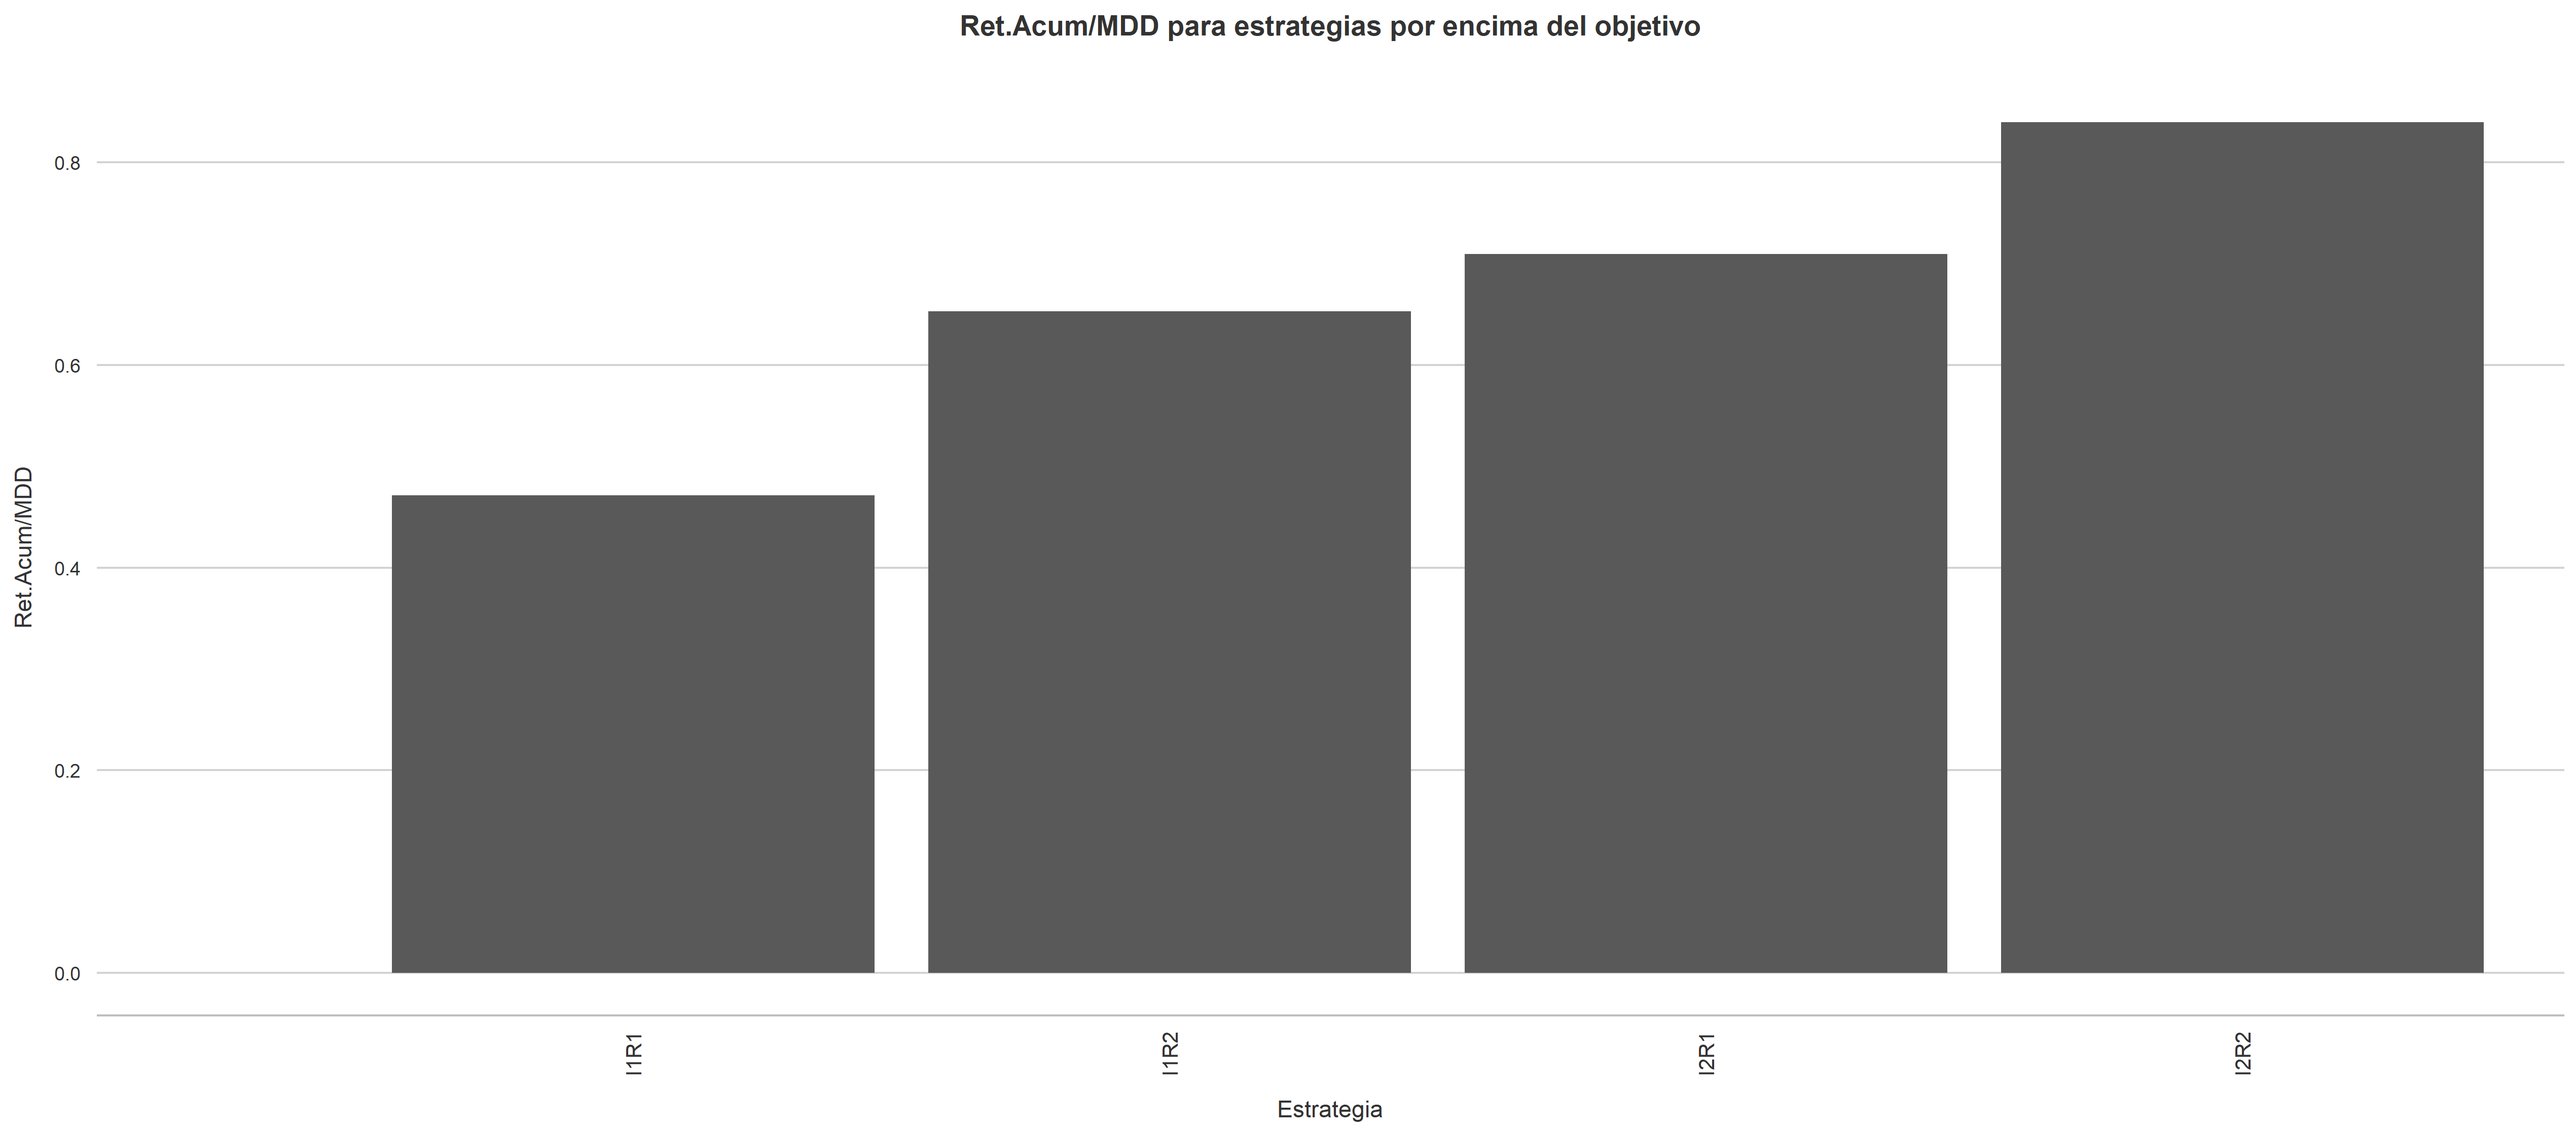 Ret.Acum/MDD para estrategias por encima del objetivo
Ret.Acum/MDD
0.8
0.6
0.4
0.2
0.0
I1R1
I1R2
I2R1
I2R2
Estrategia